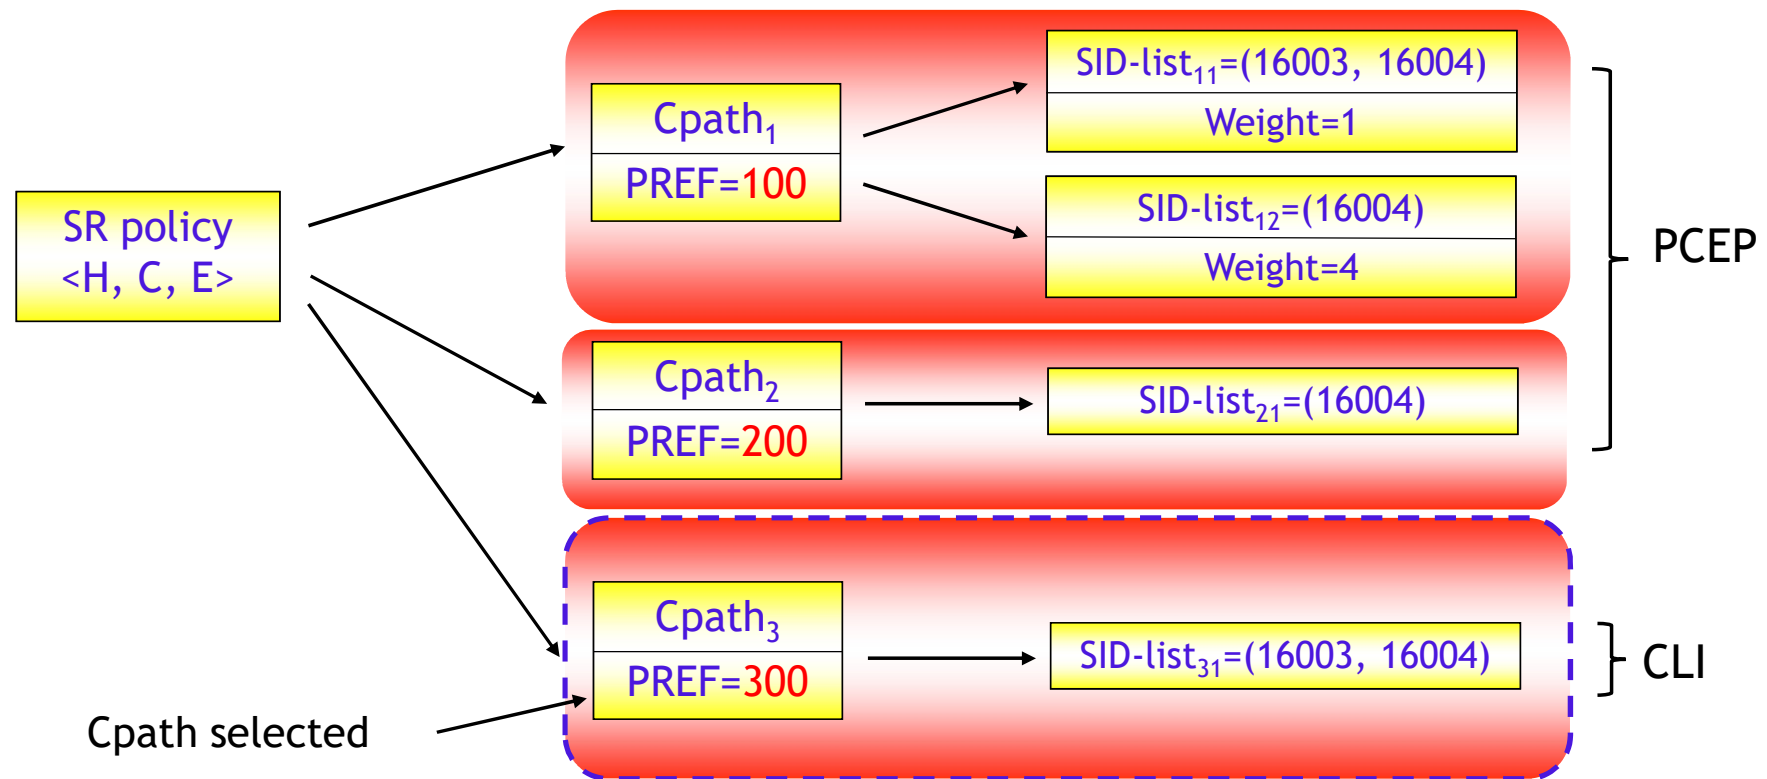 SR policy
<H, C, E>
Cpath₁
PREF=100
SID-list₁₁=(16003, 16004)
Weight=1
SID-list₁₂=(16004)
Weight=4
PCEP
Cpath₂
PREF=200
SID-list₂₁=(16004)
Cpath₃
PREF=300
SID-list₃₁=(16003, 16004)
CLI
Cpath selected